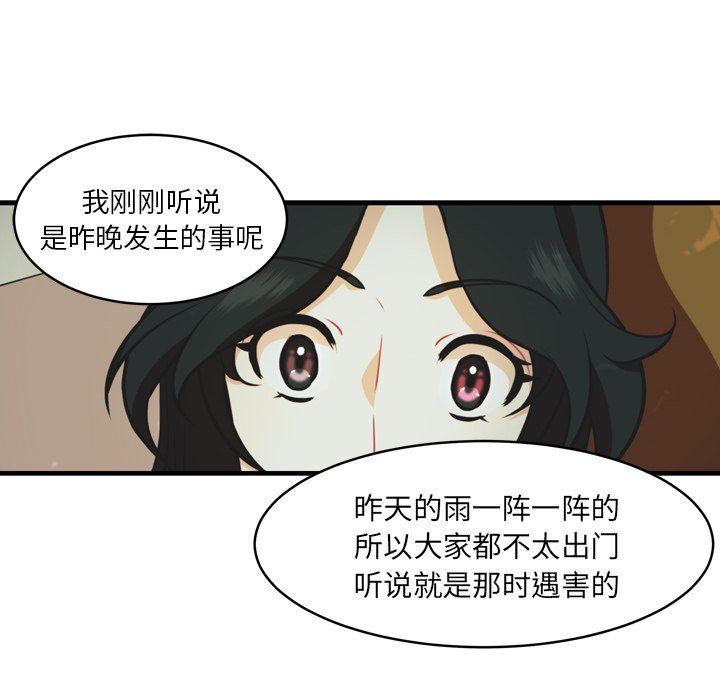 我刚刚听说
是昨晚发生的事呢
昨天的雨一阵一阵的
所以大家都不太出门
听说就是那时遇害的